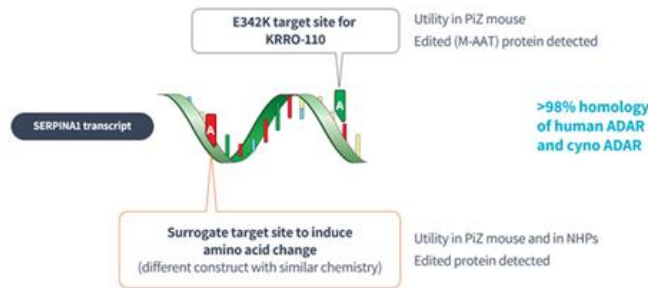 E342K target site for
KRRO-110
Utility in PiZ mouse
Edited (M-AAT) protein detected
A
SERPINA1 transcript
A
>98% homology
of human ADAR
and cyno ADAR
Surrogate target site to induce
amino acid change
(different construct with similar chemistry)
Utility in PiZ mouse and in NHPs
Edited protein detected